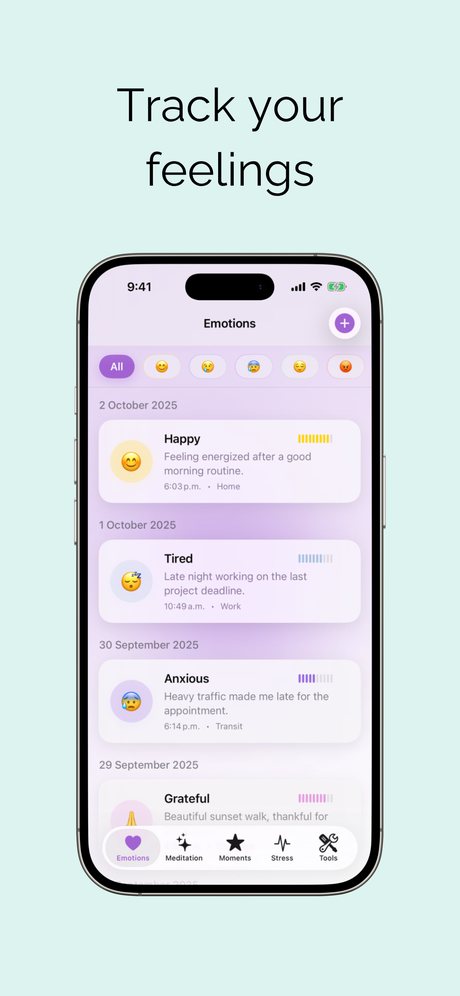 Track your
feelings
9:41
Emotions
All
2 October 2025
Happy
Feeling energized after a good
morning routine.
6:03 p.m. • Home
1 October 2025
Tired
Late night working on the last
project deadline.
10:49 a.m. • Work
30 September 2025
Anxious
Heavy traffic made me late for the
appointment.
6:14 p.m. • Transit
29 September 2025
Grateful
Beautiful sunset walk, thankful for
Emotions Meditation Moments Stress Tools